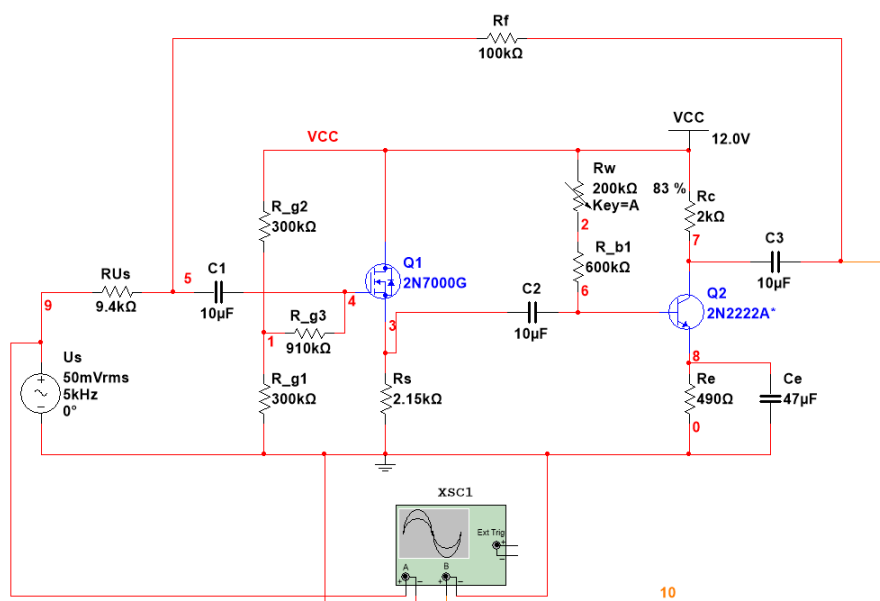 Rf
100kΩ
VCC
12.0V
VCC
Rw
200kΩ
Key=A
83 %
Rc
2kΩ
2
7
R_g2
300kΩ
R_b1
600kΩ
6
C3
10µF
Q1
2N7000G
RUs
9.4kΩ
9
5
C1
10µF
4
C2
10µF
Q2
2N2222A*
3
1
R_g3
910kΩ
8
Us
50mVrms
5kHz
0°
R_g1
300kΩ
Rs
2.15kΩ
Re
490Ω
0
Ce
47µF
XSC1
Ext Trig
+
−
A
B
+
−
+
−
10